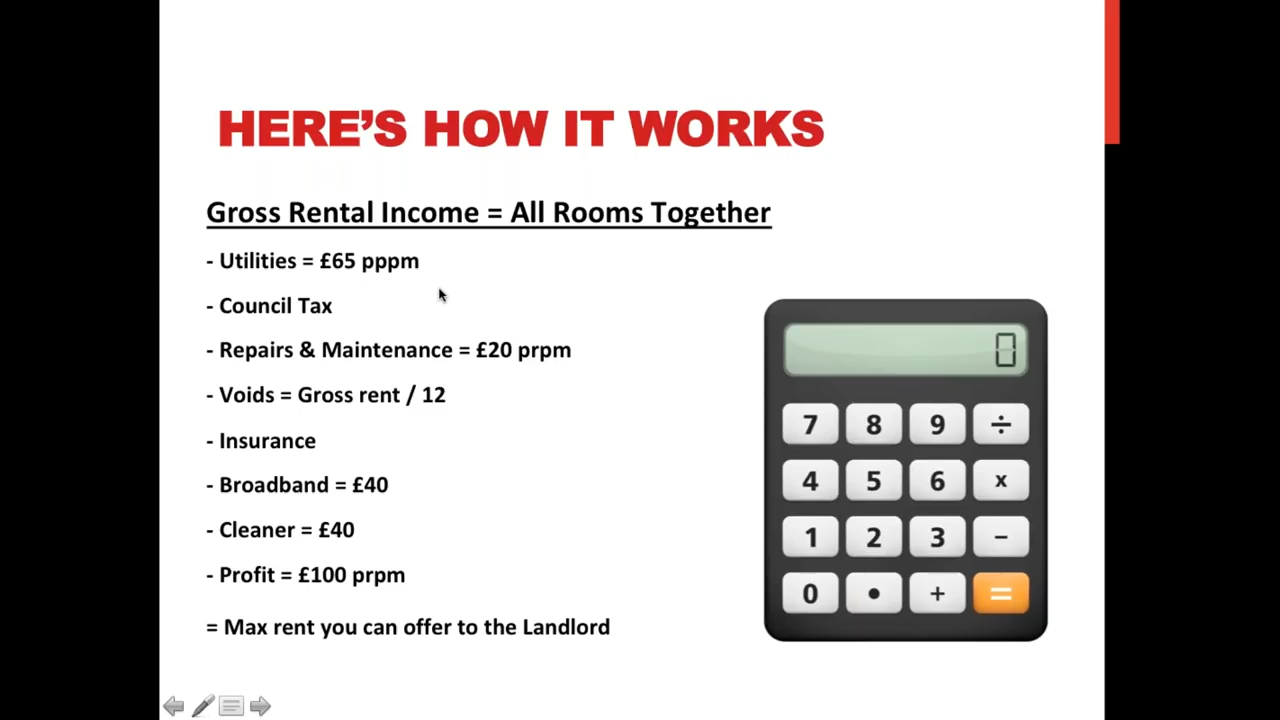 HERE'S HOW IT WORKS
Gross Rental Income = All Rooms Together
- Utilities = £65 pppm
- Council Tax
- Repairs & Maintenance = £20 prpm
- Voids = Gross rent / 12
- Insurance
- Broadband = £40
- Cleaner = £40
- Profit = £100 prpm
= Max rent you can offer to the Landlord
0
7 8 9 ÷
4 5 6 x
1 2 3 −
0 • + =